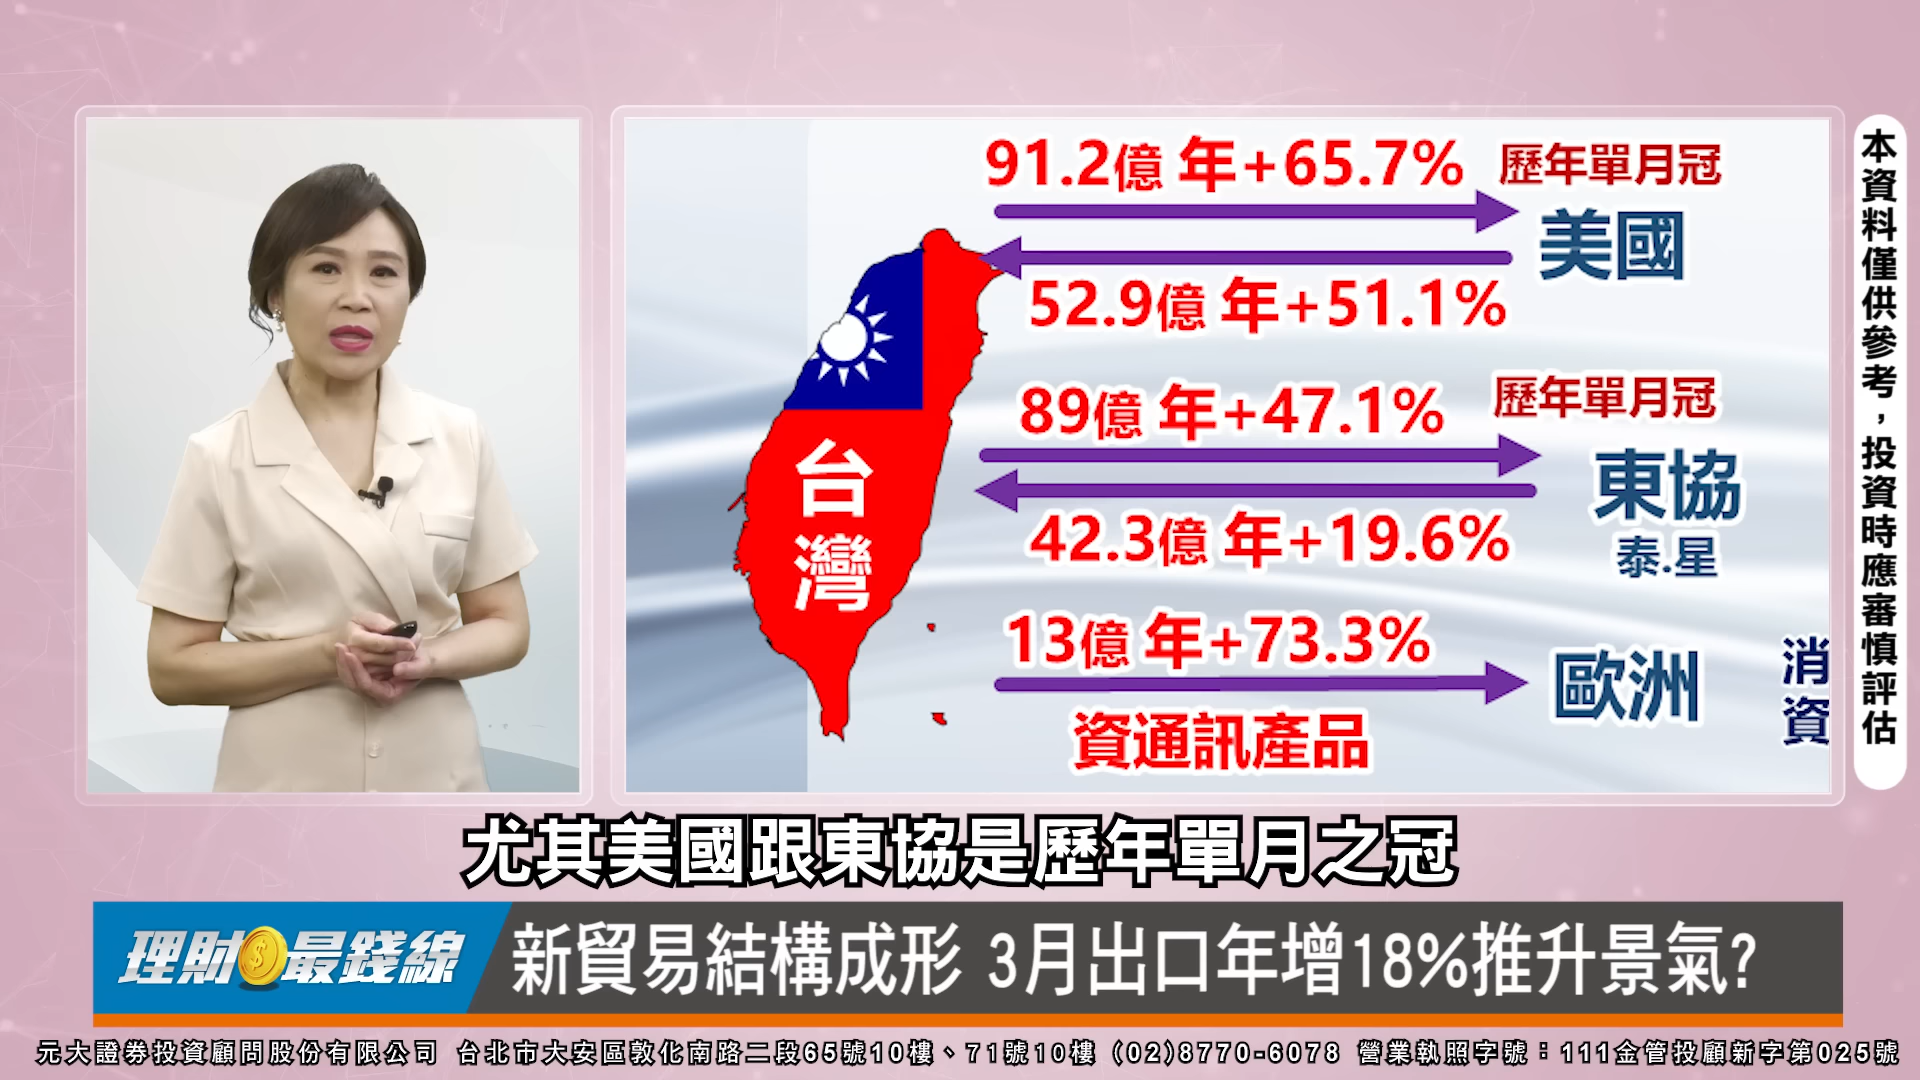 91.2億 年+65.7%
歷年單月冠
美國
52.9億 年+51.1%
89億 年+47.1%
歷年單月冠
東協
泰.星
42.3億 年+19.6%
13億 年+73.3%
歐洲
資通訊產品
消
資
台
灣
本資料僅供參考，投資時應審慎評估
尤其美國跟東協是歷年單月之冠
理財最錢線
新貿易結構成形 3月出口年增18%推升景氣?
元大證券投資顧問股份有限公司 台北市大安區敦化南路二段65號10樓、71號10樓 (02)8770-6078 營業執照字號：111金管投顧新字第025號